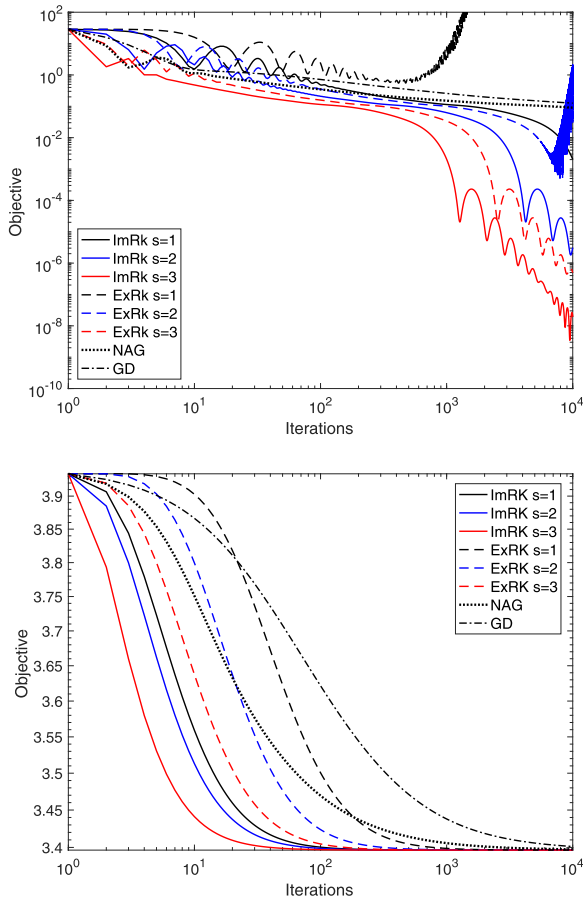 10^2
10^0
10^-2
10^-4
10^-6
10^-8
10^-10
Objective
ImRk s=1
ImRk s=2
ImRk s=3
ExRk s=1
ExRk s=2
ExRk s=3
NAG
GD
10^0 10^1 10^2 10^3 10^4
Iterations
3.9
3.85
3.8
3.75
3.7
3.65
3.6
3.55
3.5
3.45
3.4
Objective
ImRK s=1
ImRK s=2
ImRK s=3
ExRK s=1
ExRK s=2
ExRK s=3
NAG
GD
10^0 10^1 10^2 10^3 10^4
Iterations